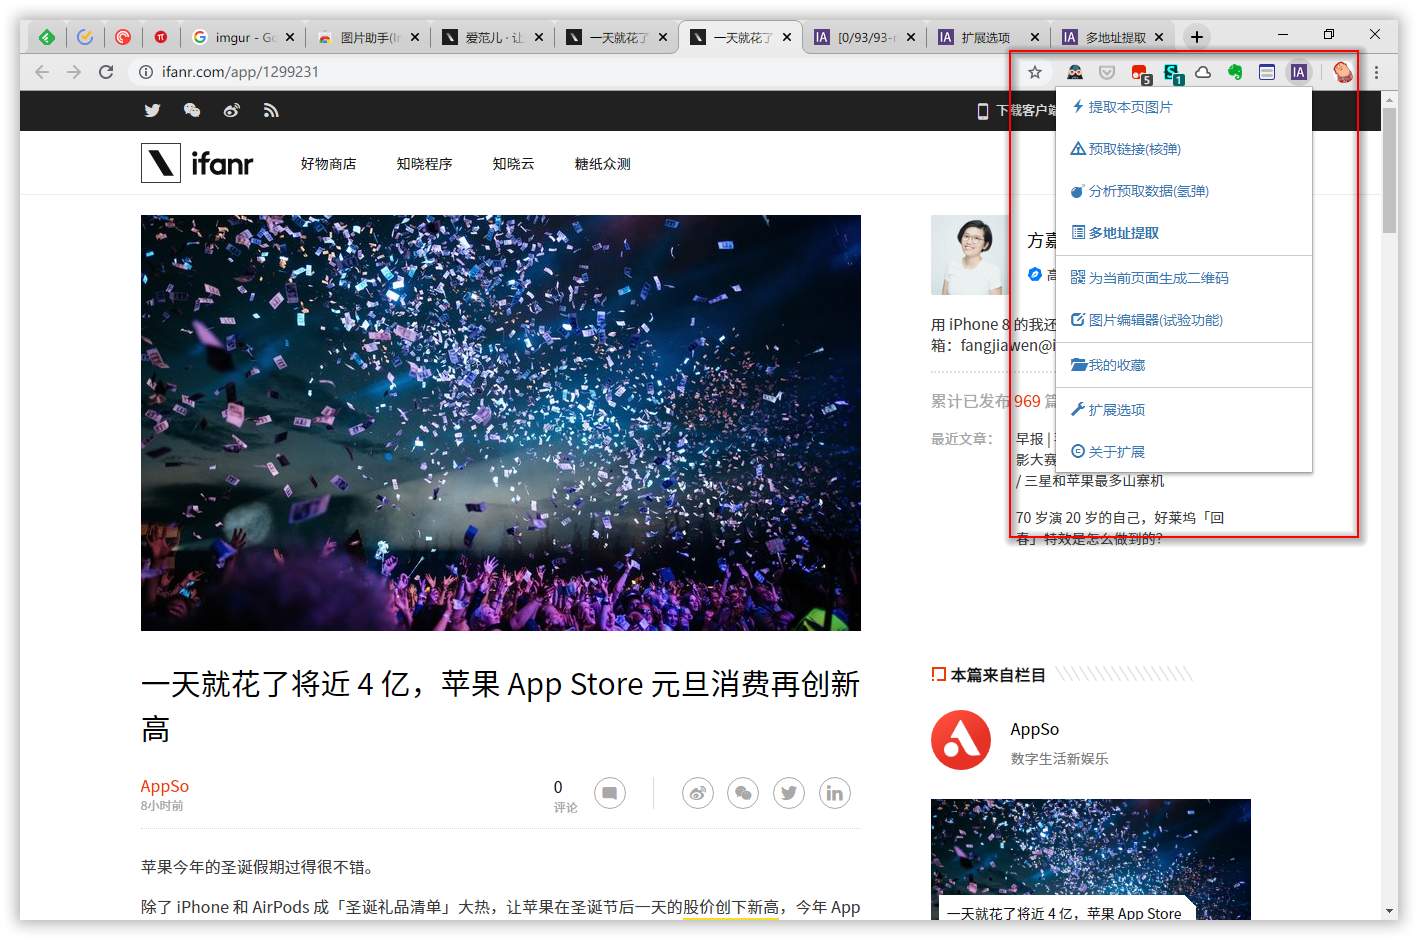 imgur - Go
图片助手(Im
爱范儿 · 让
一天就花了
一天就花了
[0/93/93-r
扩展选项
多地址提取
ifanr.com/app/1299231
5
1
IA
下载客户端
提取本页图片
预取链接(核弹)
分析预取数据(氢弹)
多地址提取
为当前页面生成二维码
图片编辑器(试验功能)
我的收藏
扩展选项
关于扩展
ifanr
好物商店
知晓程序
知晓云
糖纸众测
方嘉
高
用 iPhone 8 的我还
箱：fangjiawen@i
累计已发布 969 篇
最近文章：
早报 |
影大赛
/ 三星和苹果最多山寨机
70 岁演 20 岁的自己，好莱坞「回
春」特效是怎么做到的?
一天就花了将近 4 亿，苹果 App Store 元旦消费再创新
高
AppSo
8小时前
0
评论
苹果今年的圣诞假期过得很不错。
除了 iPhone 和 AirPods 成「圣诞礼品清单」大热，让苹果在圣诞节后一天的股价创下新高，今年 App
本篇来自栏目
AppSo
数字生活新娱乐
一天就花了将近 4 亿，苹果 App Store